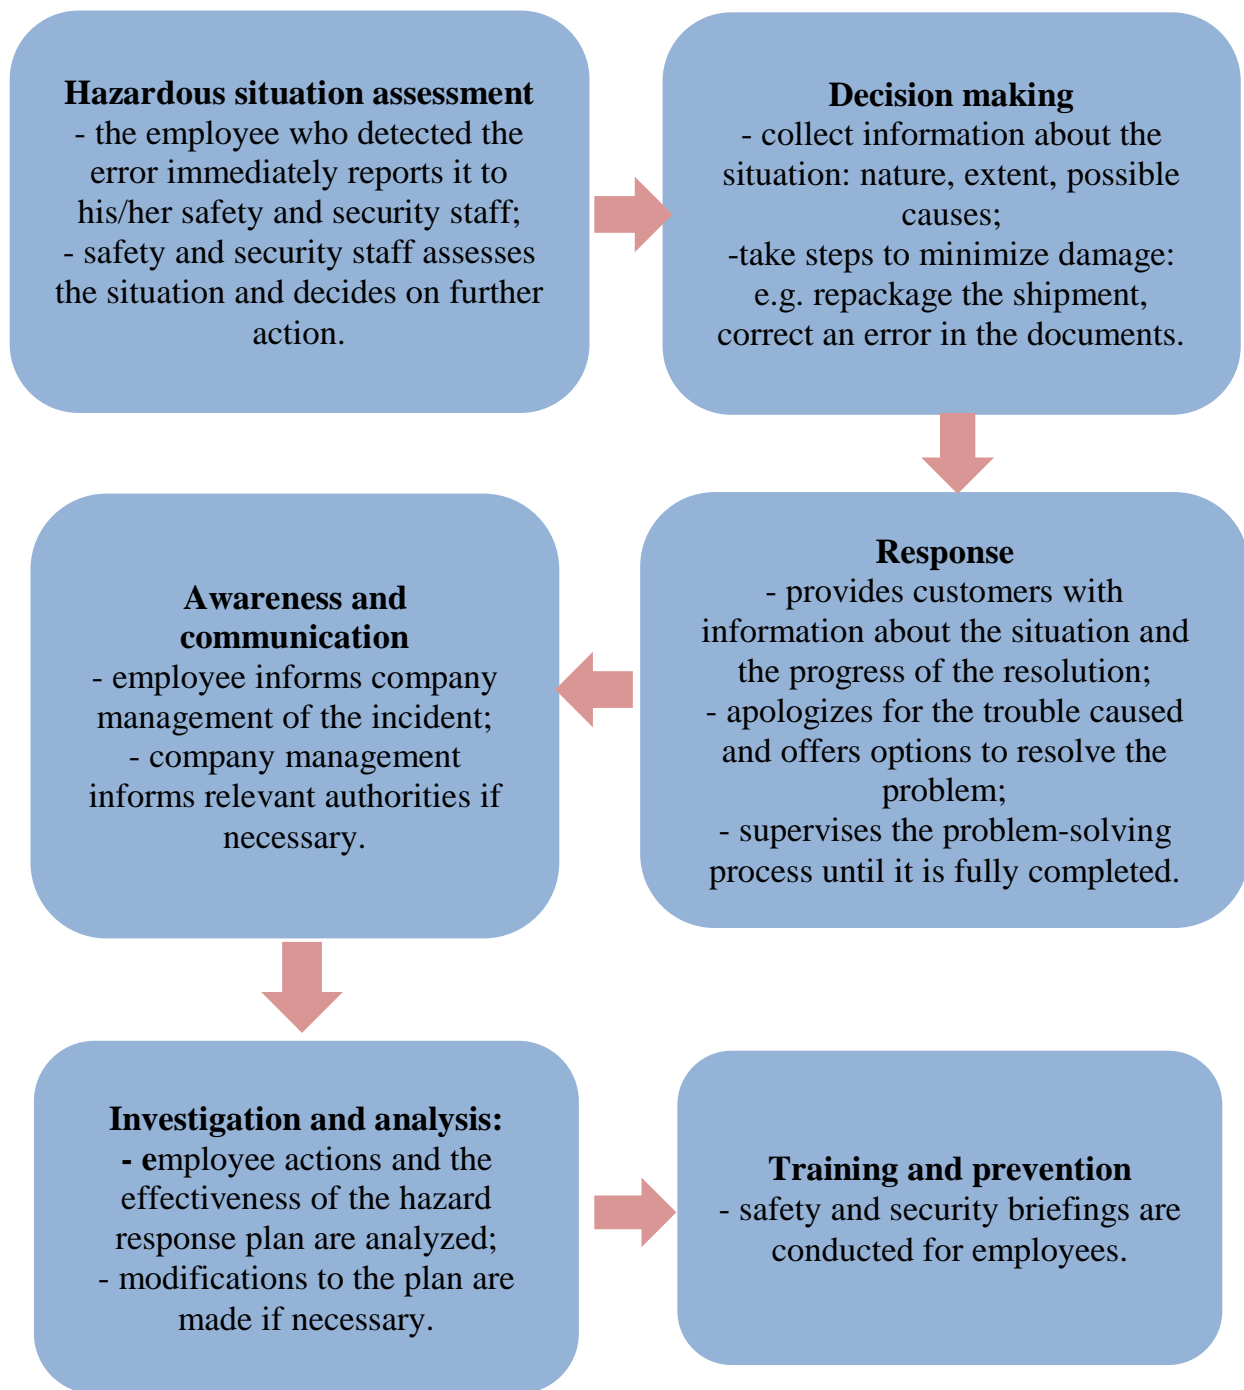 Hazardous situation assessment
- the employee who detected the
error immediately reports it to
his/her safety and security staff;
- safety and security staff assesses
the situation and decides on further
action.
Decision making
- collect information about the
situation: nature, extent, possible
causes;
-take steps to minimize damage:
e.g. repackage the shipment,
correct an error in the documents.
Response
- provides customers with
information about the situation and
the progress of the resolution;
- apologizes for the trouble caused
and offers options to resolve the
problem;
- supervises the problem-solving
process until it is fully completed.
Awareness and
communication
- employee informs company
management of the incident;
- company management
informs relevant authorities if
necessary.
Investigation and analysis:
- employee actions and the
effectiveness of the hazard
response plan are analyzed;
- modifications to the plan are
made if necessary.
Training and prevention
- safety and security briefings are
conducted for employees.